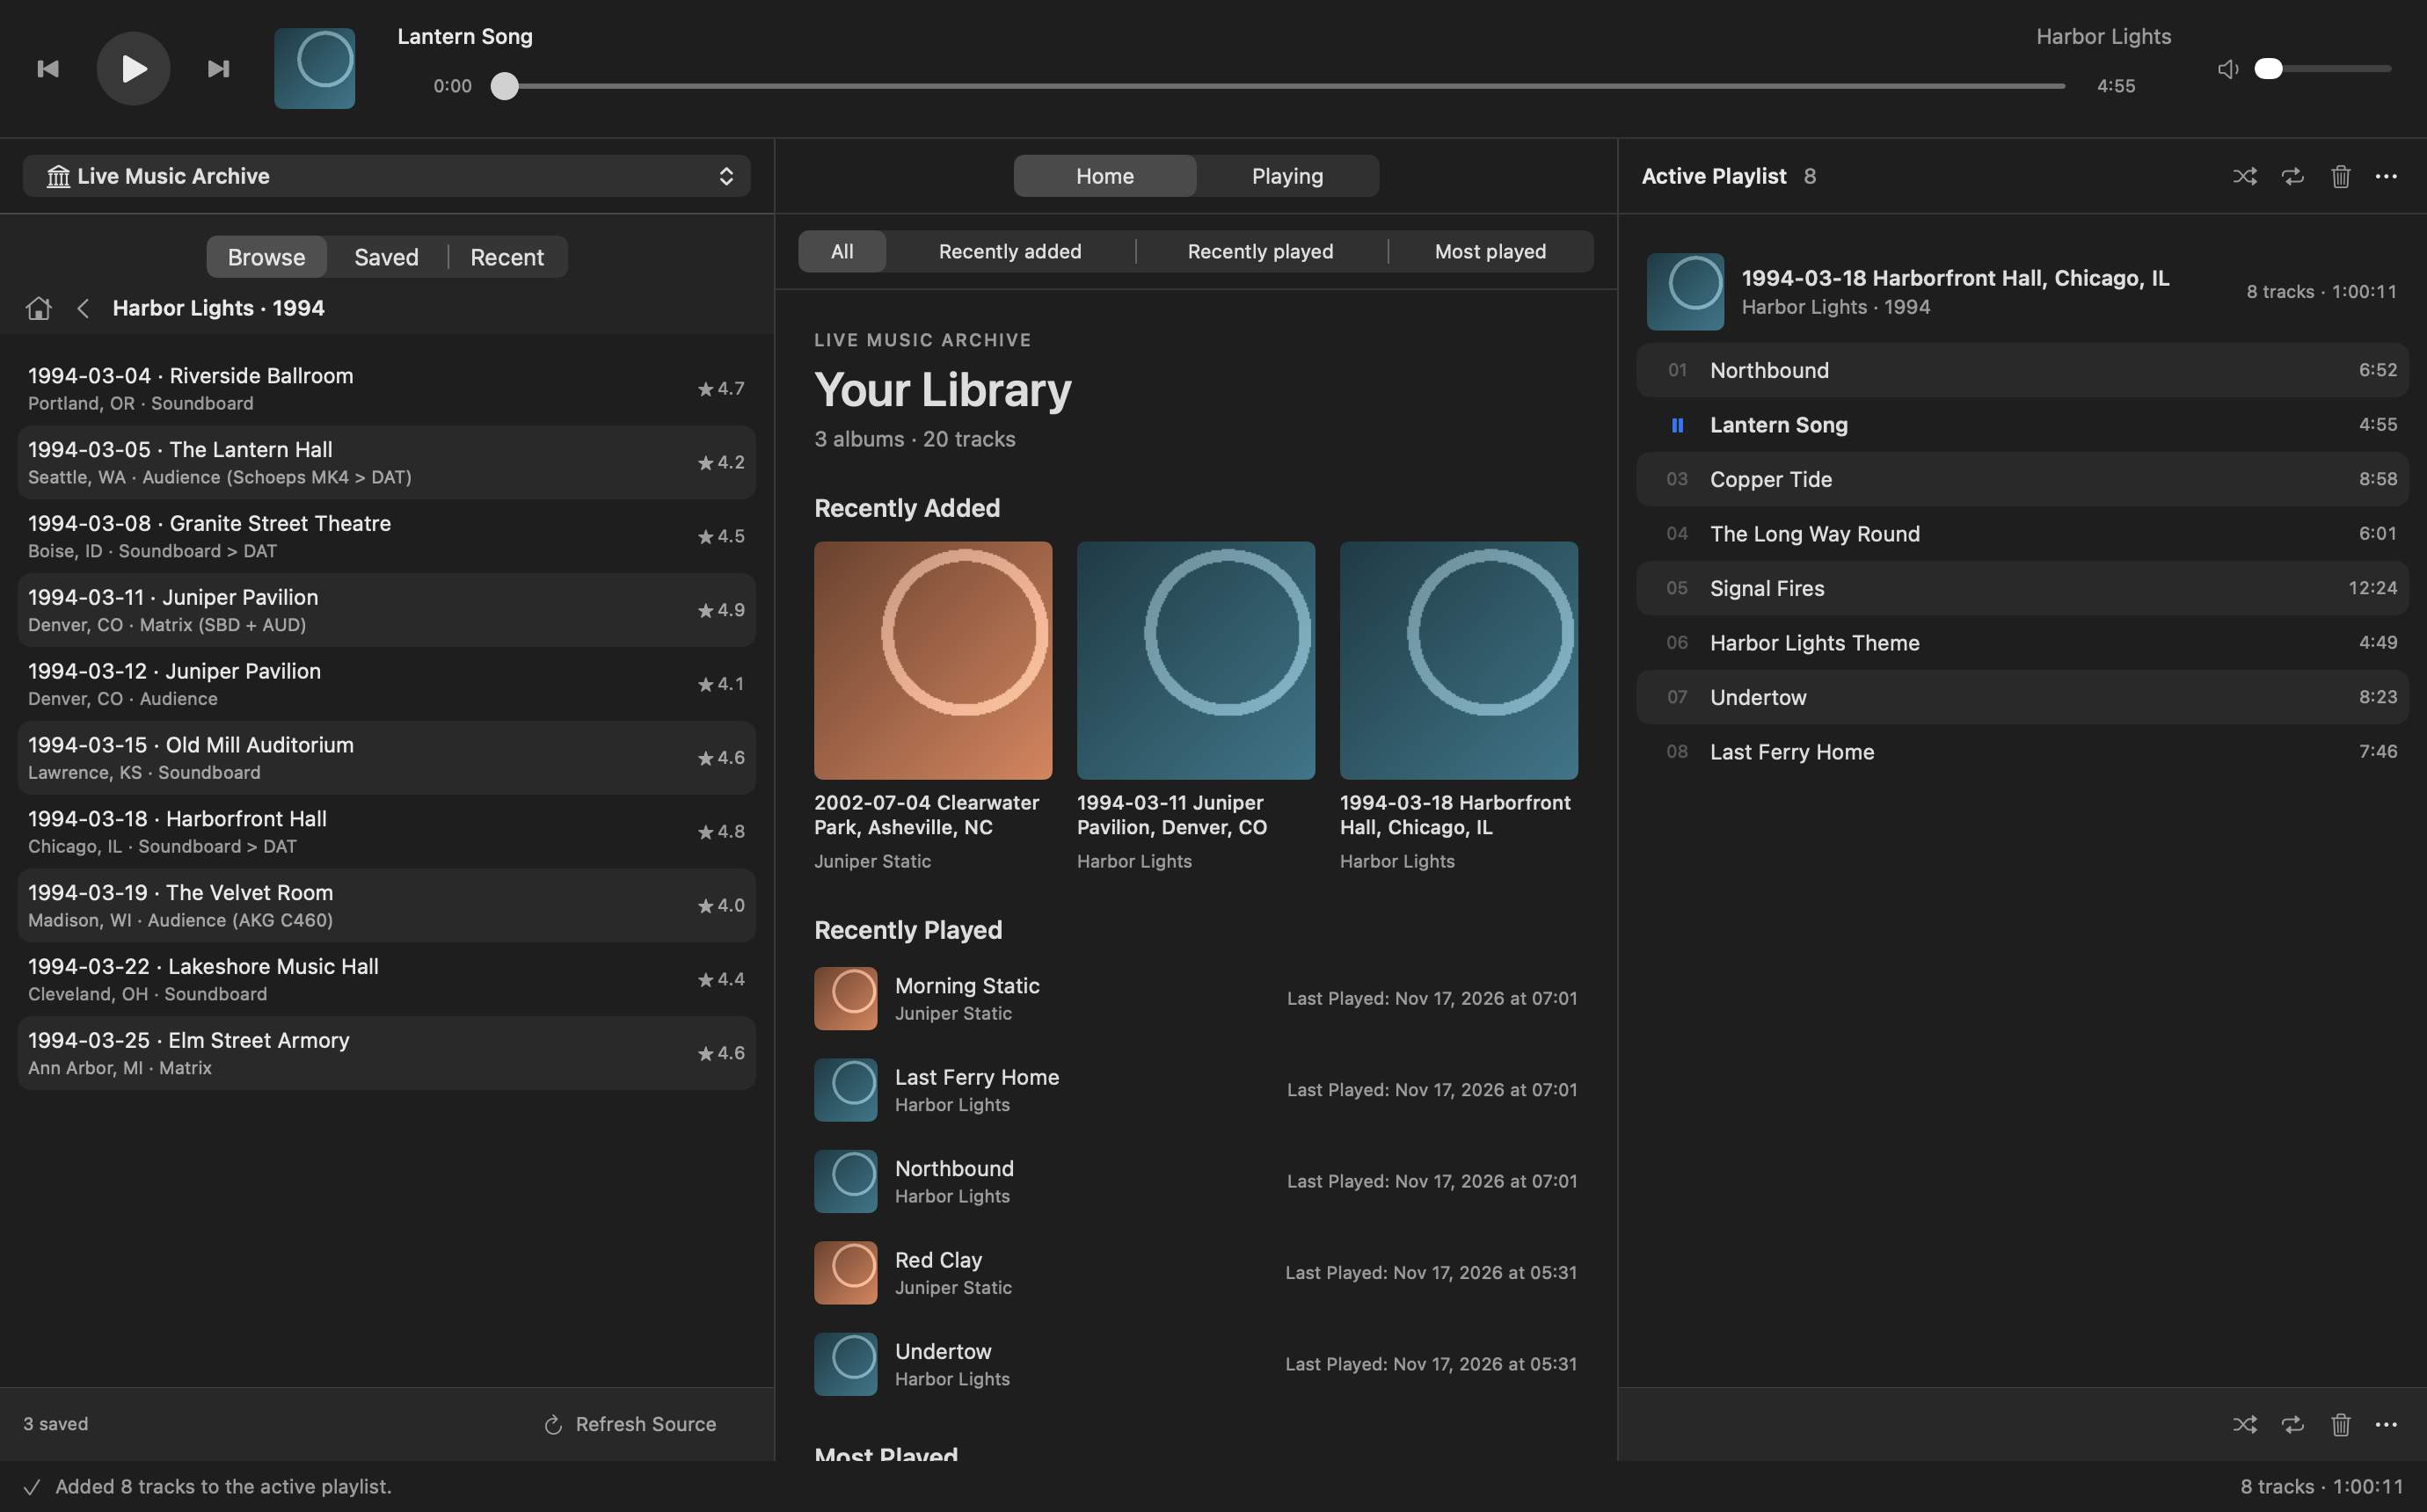 Lantern Song
Harbor Lights
0:00
4:55
Live Music Archive
Browse
Saved
Recent
Harbor Lights · 1994
1994-03-04 · Riverside Ballroom
Portland, OR · Soundboard
★ 4.7
1994-03-05 · The Lantern Hall
Seattle, WA · Audience (Schoeps MK4 > DAT)
★ 4.2
1994-03-08 · Granite Street Theatre
Boise, ID · Soundboard > DAT
★ 4.5
1994-03-11 · Juniper Pavilion
Denver, CO · Matrix (SBD + AUD)
★ 4.9
1994-03-12 · Juniper Pavilion
Denver, CO · Audience
★ 4.1
1994-03-15 · Old Mill Auditorium
Lawrence, KS · Soundboard
★ 4.6
1994-03-18 · Harborfront Hall
Chicago, IL · Soundboard > DAT
★ 4.8
1994-03-19 · The Velvet Room
Madison, WI · Audience (AKG C460)
★ 4.0
1994-03-22 · Lakeshore Music Hall
Cleveland, OH · Soundboard
★ 4.4
1994-03-25 · Elm Street Armory
Ann Arbor, MI · Matrix
★ 4.6
3 saved
Refresh Source
Home
Playing
All
Recently added
Recently played
Most played
LIVE MUSIC ARCHIVE
Your Library
3 albums · 20 tracks
Recently Added
2002-07-04 Clearwater
Park, Asheville, NC
Juniper Static
1994-03-11 Juniper
Pavilion, Denver, CO
Harbor Lights
1994-03-18 Harborfront
Hall, Chicago, IL
Harbor Lights
Recently Played
Morning Static
Juniper Static
Last Played: Nov 17, 2026 at 07:01
Last Ferry Home
Harbor Lights
Last Played: Nov 17, 2026 at 07:01
Northbound
Harbor Lights
Last Played: Nov 17, 2026 at 07:01
Red Clay
Juniper Static
Last Played: Nov 17, 2026 at 05:31
Undertow
Harbor Lights
Last Played: Nov 17, 2026 at 05:31
Most Played
Active Playlist 8
1994-03-18 Harborfront Hall, Chicago, IL
Harbor Lights · 1994
8 tracks · 1:00:11
01 Northbound 6:52
Lantern Song 4:55
03 Copper Tide 8:58
04 The Long Way Round 6:01
05 Signal Fires 12:24
06 Harbor Lights Theme 4:49
07 Undertow 8:23
08 Last Ferry Home 7:46
Added 8 tracks to the active playlist.
8 tracks · 1:00:11